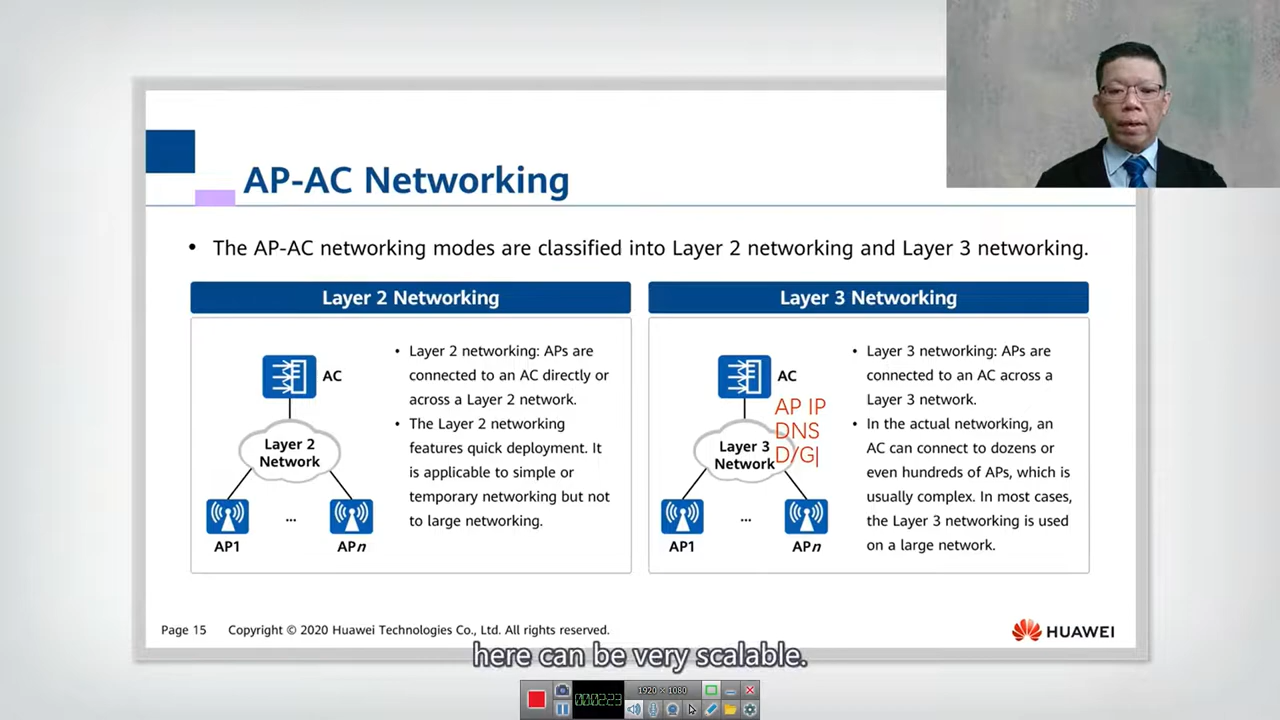 AP-AC Networking
• The AP-AC networking modes are classified into Layer 2 networking and Layer 3 networking.
Layer 2 Networking
AC
Layer 2
Network
AP1
...
APn
• Layer 2 networking: APs are
connected to an AC directly or
across a Layer 2 network.
• The Layer 2 networking
features quick deployment. It
is applicable to simple or
temporary networking but not
to large networking.
Layer 3 Networking
AC
AP IP
DNS
D/G
Layer 3
Network
AP1
...
APn
• Layer 3 networking: APs are
connected to an AC across a
Layer 3 network.
• In the actual networking, an
AC can connect to dozens or
even hundreds of APs, which is
usually complex. In most cases,
the Layer 3 networking is used
on a large network.
Page 15 Copyright © 2020 Huawei Technologies Co., Ltd. All rights reserved.
HUAWEI
here can be very scalable.
1920 × 1080
000:02:23